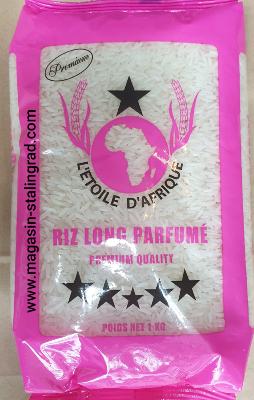 Premium
L'ETOILE D'AFRIQUE
RIZ LONG PARFUMÉ
PREMIUM QUALITY
POIDS NET 1 KG
www.magasin-stalingrad.com